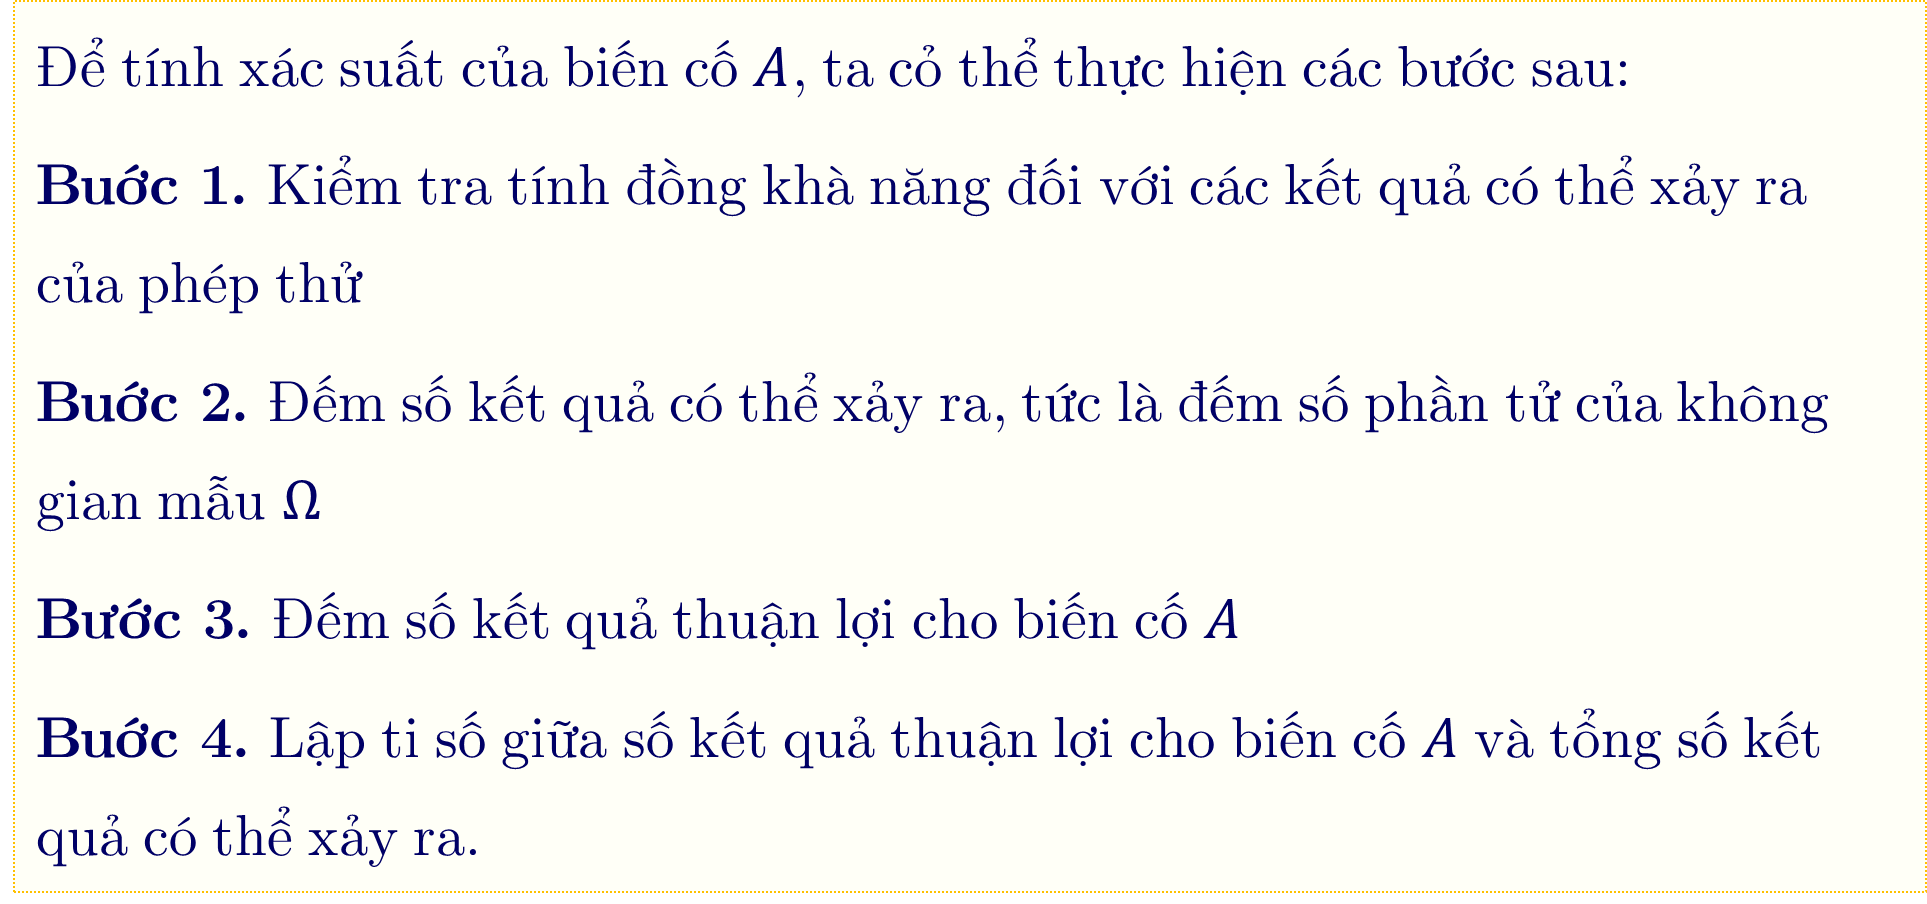 Để tính xác suất của biến cố A, ta cỏ thể thực hiện các bước sau:
Buớc 1. Kiểm tra tính đồng khà năng đối với các kết quả có thể xảy ra
của phép thử
Buớc 2. Đếm số kết quả có thể xảy ra, tức là đếm số phần tử của không
gian mẫu Ω
Bước 3. Đếm số kết quả thuận lợi cho biến cố A
Buớc 4. Lập ti số giữa số kết quả thuận lợi cho biến cố A và tổng số kết
quả có thể xảy ra.